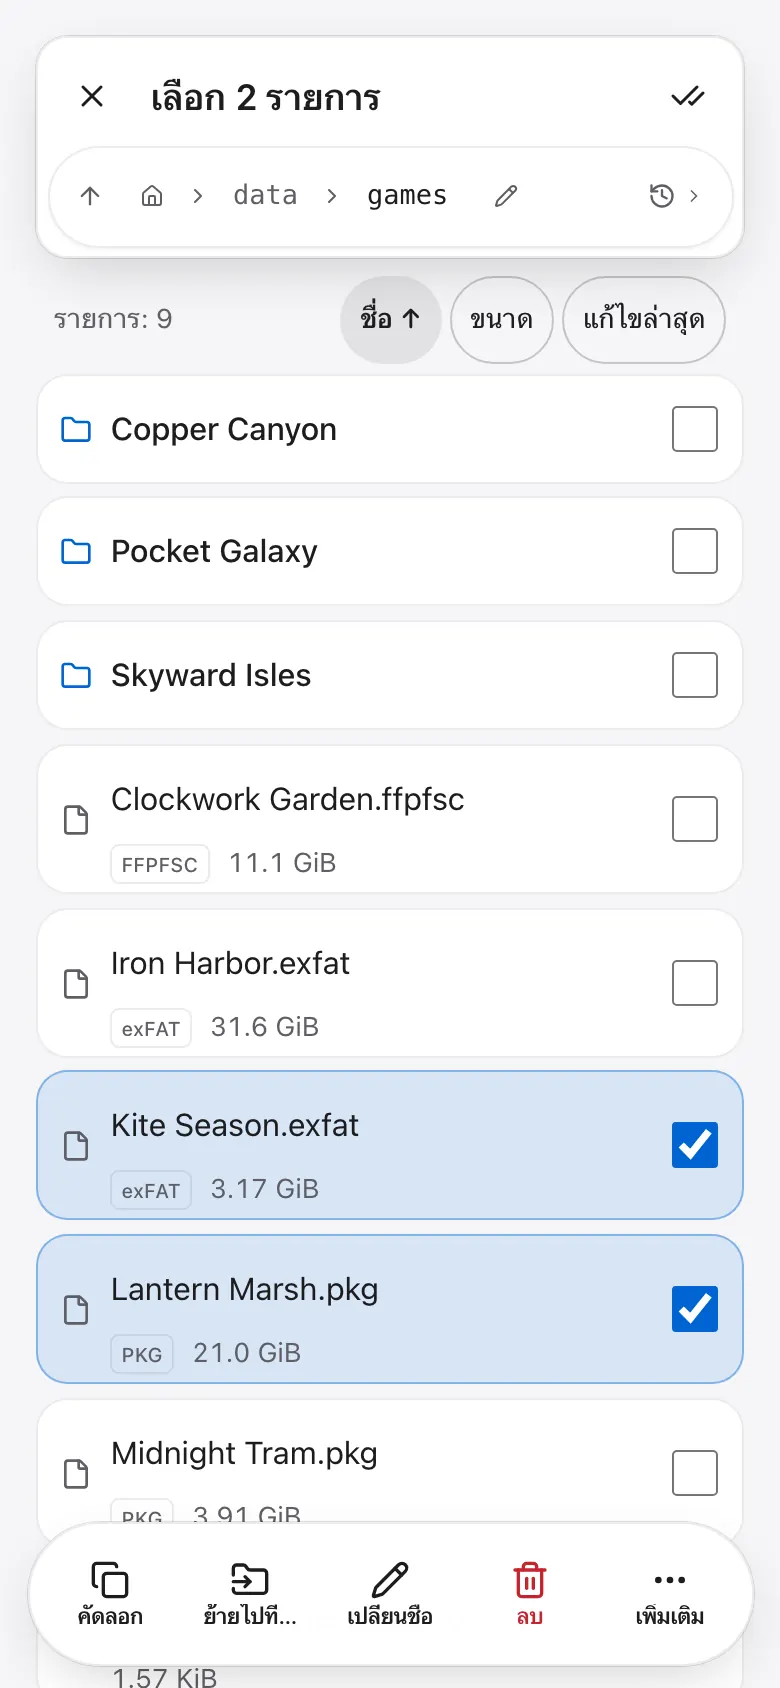 เลือก 2 รายการ
data games
รายการ: 9
ชื่อ ↑ ขนาด แก้ไขล่าสุด
Copper Canyon
Pocket Galaxy
Skyward Isles
Clockwork Garden.ffpfsc
FFPFSC 11.1 GiB
Iron Harbor.exfat
exFAT 31.6 GiB
Kite Season.exfat
exFAT 3.17 GiB
Lantern Marsh.pkg
PKG 21.0 GiB
Midnight Tram.pkg
PKG 3.91 GiB
คัดลอก ย้ายไปที่... เปลี่ยนชื่อ ลบ เพิ่มเติม
1.57 KiB